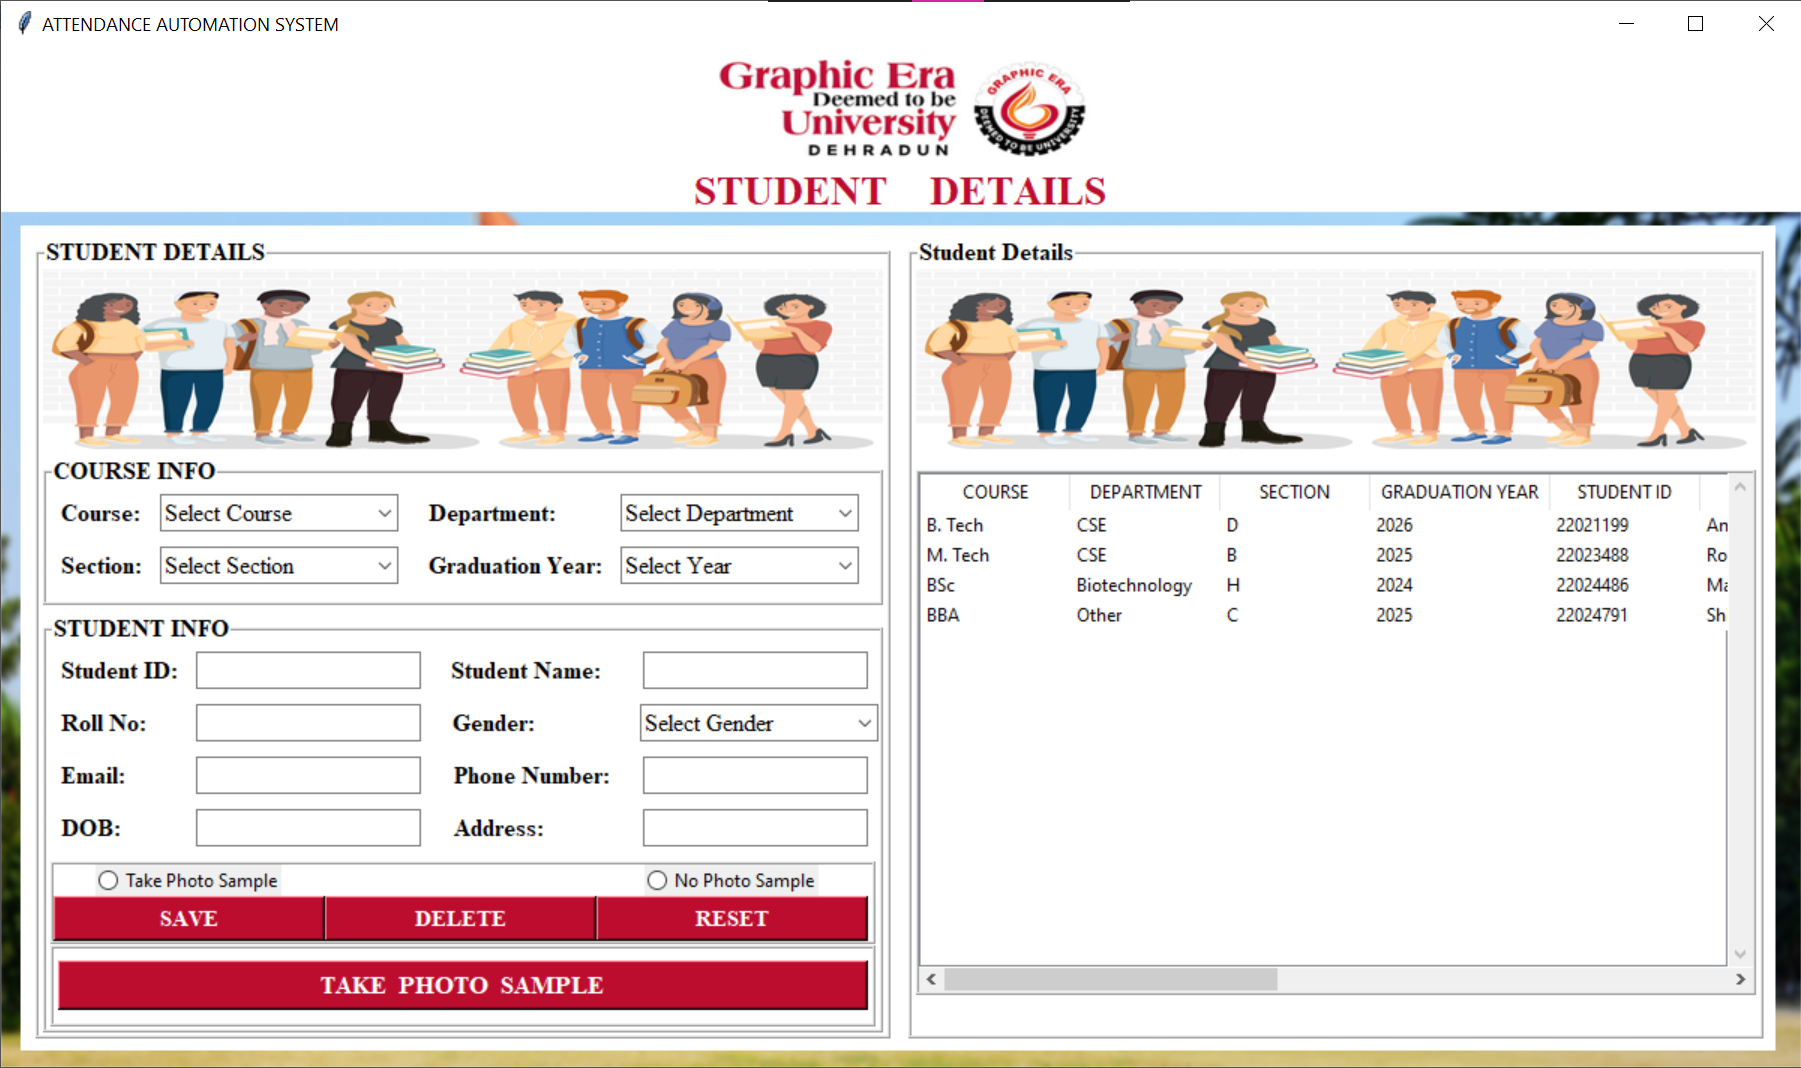 ATTENDANCE AUTOMATION SYSTEM
Graphic Era
Deemed to be
University
DEHRADUN
GRAPHIC ERA
DEEMED TO BE UNIVERSITY
STUDENT DETAILS
STUDENT DETAILS
COURSE INFO
Course: Select Course Department: Select Department
Section: Select Section Graduation Year: Select Year
STUDENT INFO
Student ID: Student Name:
Roll No: Gender: Select Gender
Email: Phone Number:
DOB: Address:
Take Photo Sample No Photo Sample
SAVE DELETE RESET
TAKE PHOTO SAMPLE
Student Details
COURSE DEPARTMENT SECTION GRADUATION YEAR STUDENT ID
B. Tech CSE D 2026 22021199 An
M. Tech CSE B 2025 22023488 Ro
BSc Biotechnology H 2024 22024486 Ma
BBA Other C 2025 22024791 Sh